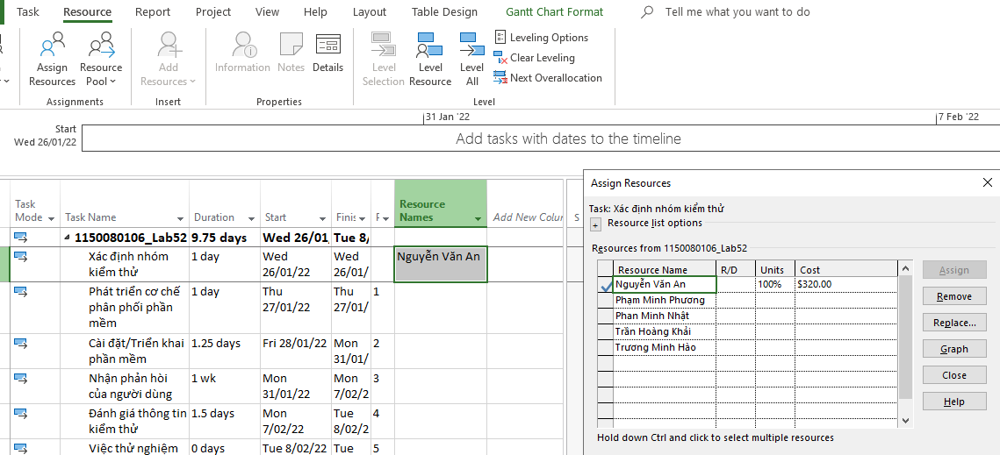 Task Resource Report Project View Help Layout Table Design Gantt Chart Format Tell me what you want to do
Assign Resources
Resource Pool
Assignments
Add Resources
Insert
Information
Notes
Details
Properties
Level Selection
Level Resource
Level All
Leveling Options
Clear Leveling
Next Overallocation
Level
31 Jan '22
7 Feb '22
Start
Wed 26/01/22
Add tasks with dates to the timeline
Task Mode Task Name Duration Start Finis F Resource Names Add New Colur S
1150080106_Lab52 9.75 days Wed 26/01, Tue 8/
Xác định nhóm kiểm thử 1 day Wed 26/01/22 Wed 26/01/ Nguyễn Văn An
Phát triển cơ chế phân phối phần mềm 1 day Thu 27/01/22 Thu 27/01/ 1
Cài đặt/Triển khai phần mềm 1.25 days Fri 28/01/22 Mon 31/01/ 2
Nhận phản hòi của người dùng 1 wk Mon 31/01/22 Mon 7/02/2 3
Đánh giá thông tin kiểm thử 1.5 days Mon 7/02/22 Tue 8/02/2 4
Việc thử nghiệm 0 days Tue 8/02/22 Tue 5
Assign Resources
Task: Xác định nhóm kiểm thử
+ Resource list options
Resources from 1150080106_Lab52
Resource Name R/D Units Cost
Nguyễn Văn An 100% $320.00
Phạm Minh Phương
Phan Minh Nhật
Trần Hoàng Khải
Trương Minh Hào
Assign
Remove
Replace...
Graph
Close
Help
Hold down Ctrl and click to select multiple resources